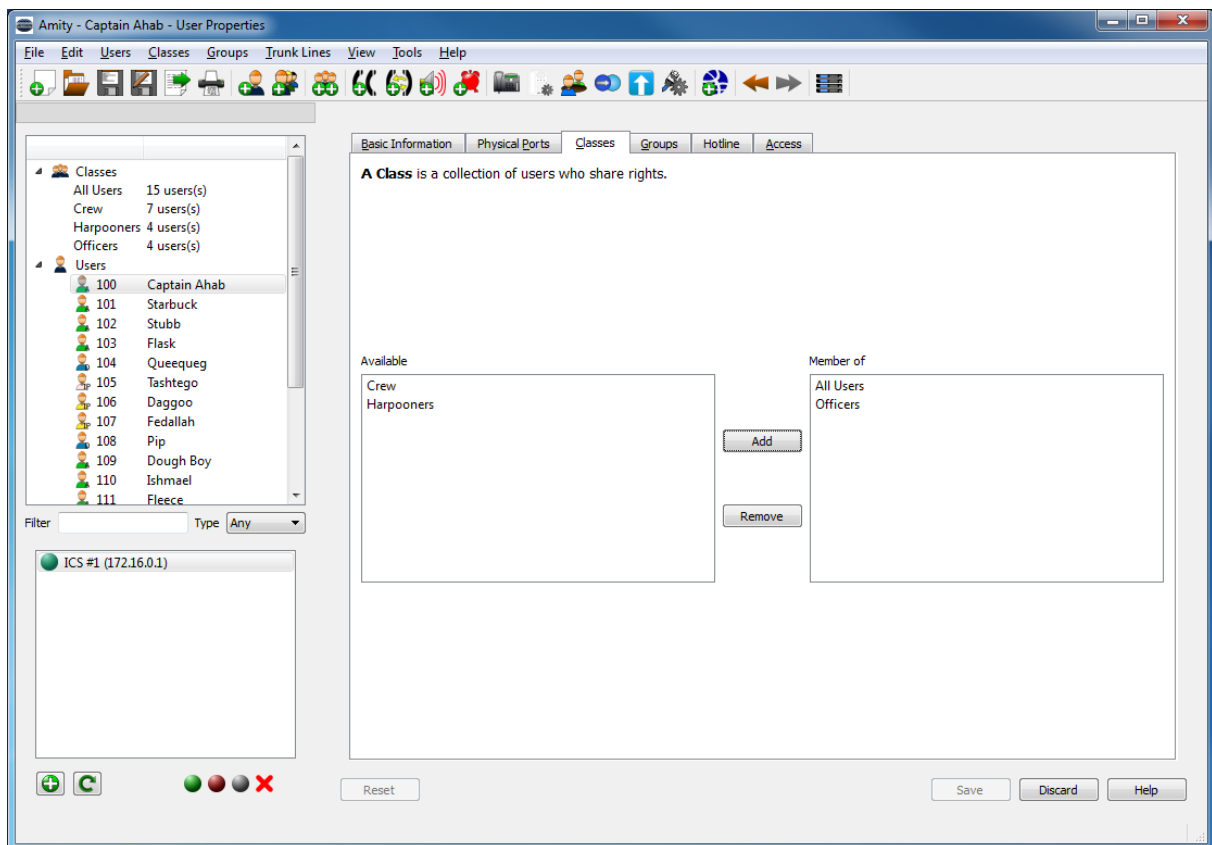 Amity - Captain Ahab - User Properties
File Edit Users Classes Groups Trunk Lines View Tools Help
Basic Information Physical Ports Classes Groups Hotline Access
A Class is a collection of users who share rights.
Classes
All Users 15 users(s)
Crew 7 users(s)
Harpooners 4 users(s)
Officers 4 users(s)
Users
100 Captain Ahab
101 Starbuck
102 Stubb
103 Flask
104 Queequeg
105 Tashtego
106 Daggoo
107 Fedallah
108 Pip
109 Dough Boy
110 Ishmael
111 Fleece
Filter Type Any
ICS #1 (172.16.0.1)
Available
Crew
Harpooners
Add
Remove
Member of
All Users
Officers
Reset Save Discard Help